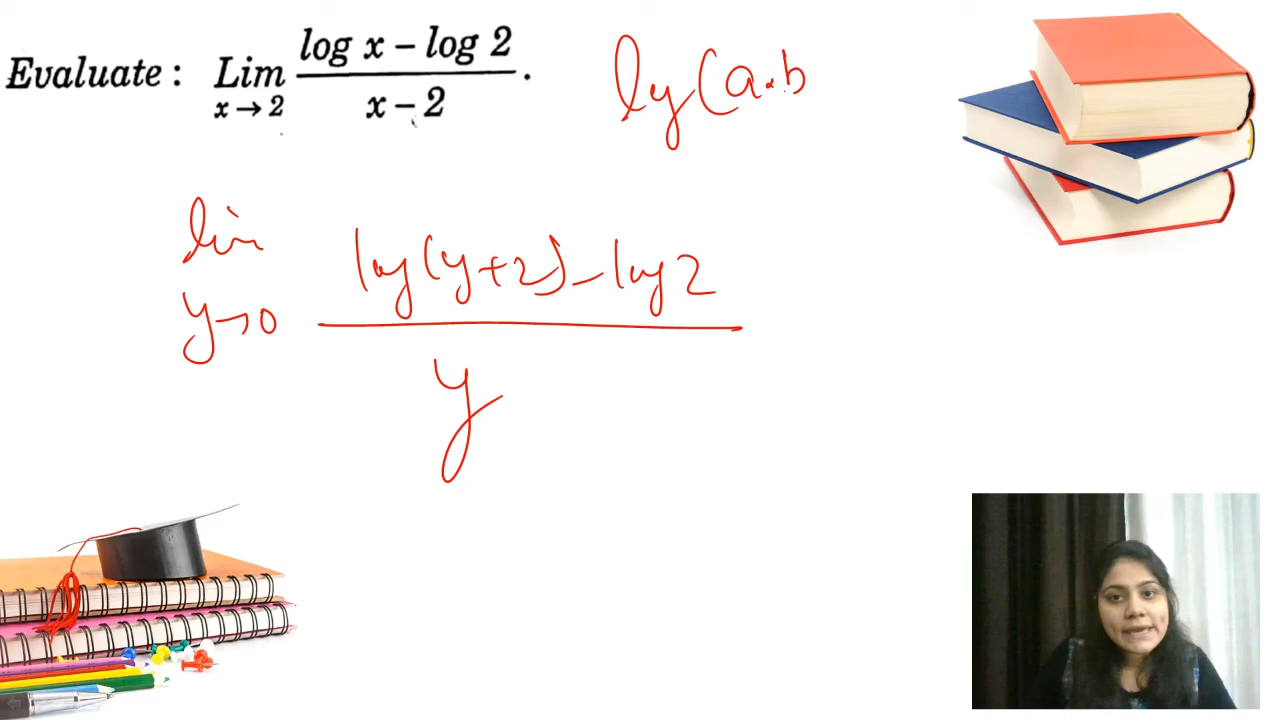 Evaluate : Lim x → 2 log x – log 2 / x – 2 .
log (a.b
lim y → 0 log (y+2) – log 2 / y